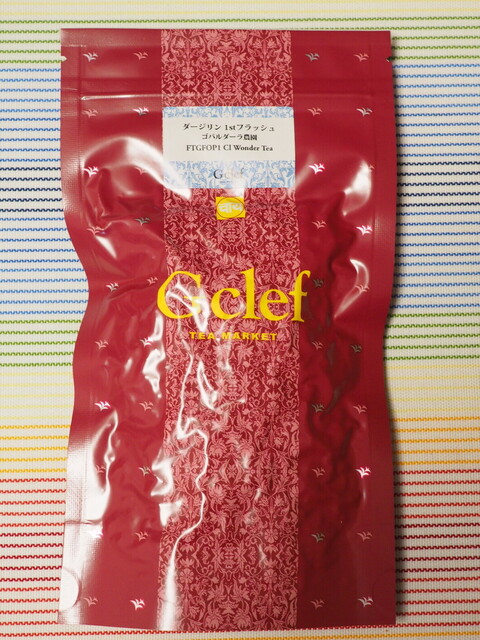 ダージリン 1stフラッシュ
ゴパルダーラ農園
FTGFOP1 Cl Wonder Tea
G clef
G clef
TEA MARKET